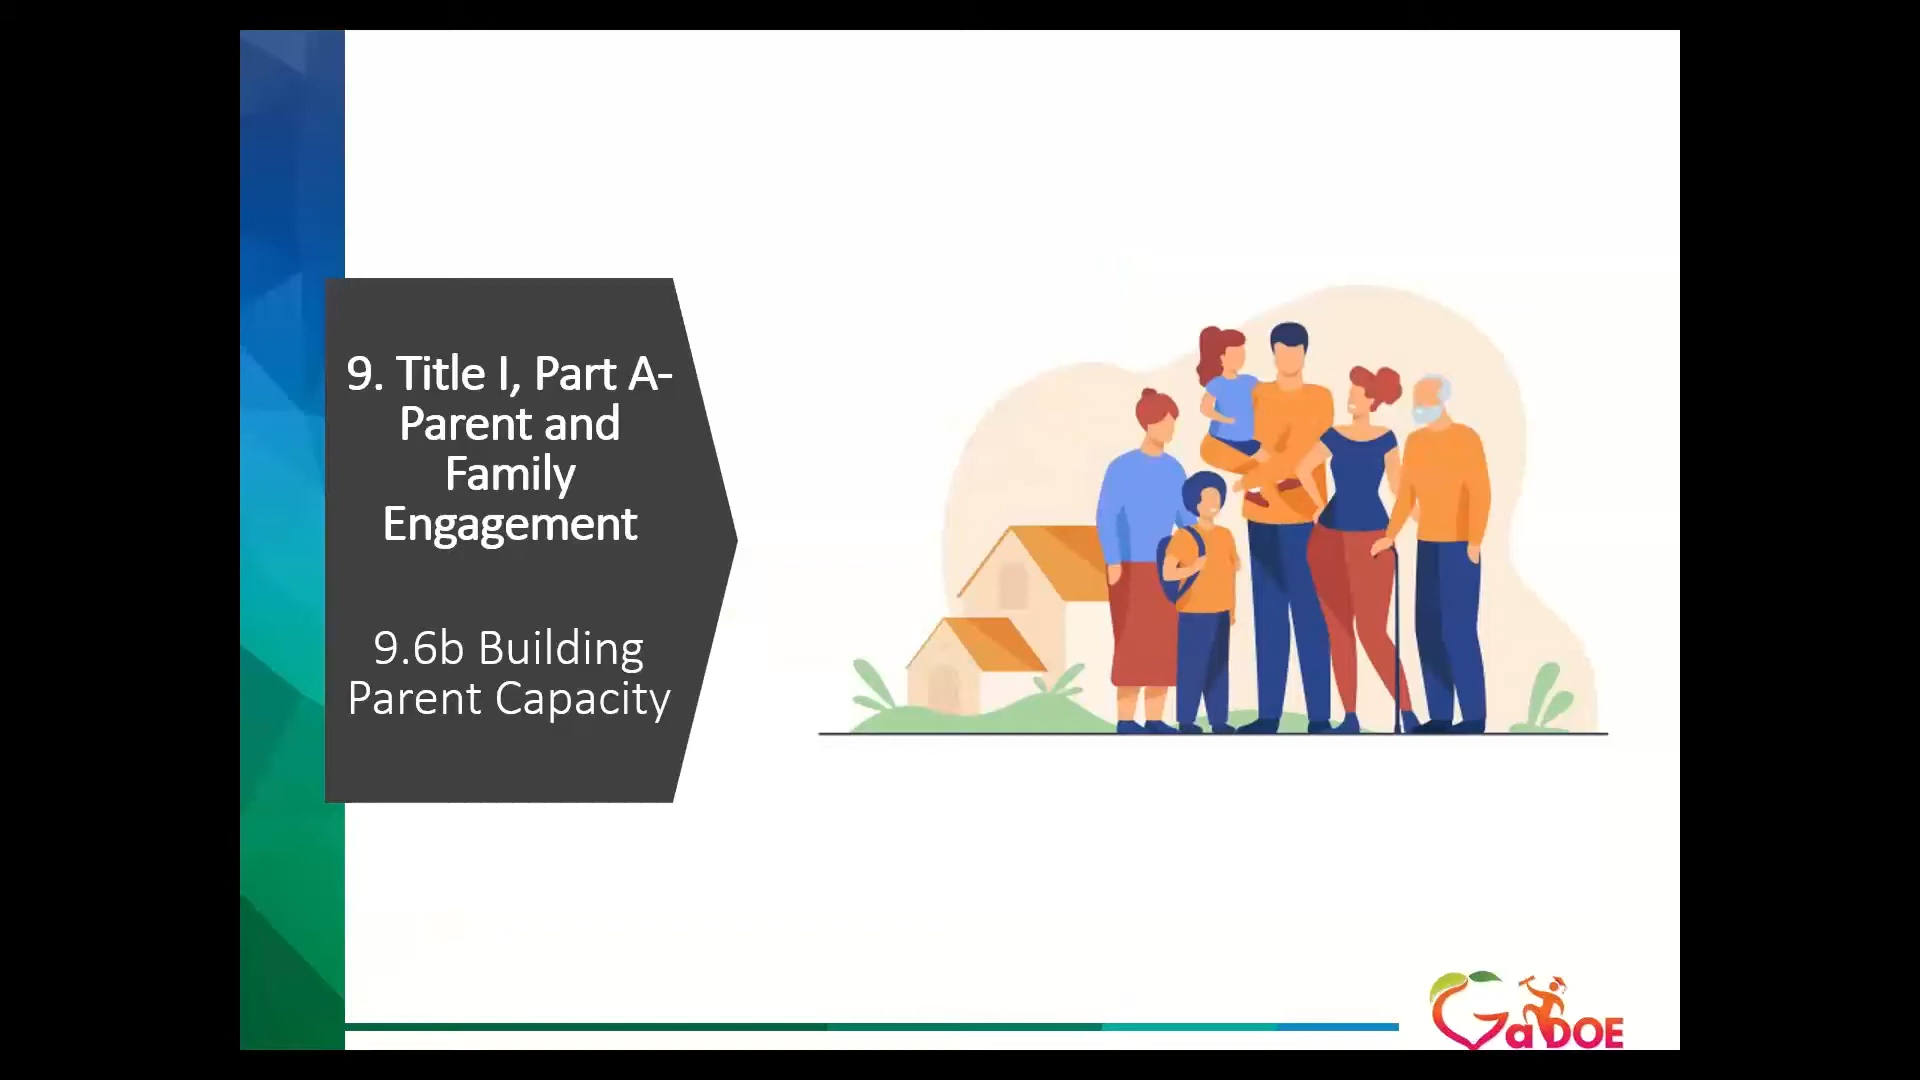 9. Title I, Part A-
Parent and
Family
Engagement
9.6b Building
Parent Capacity
GaDOE